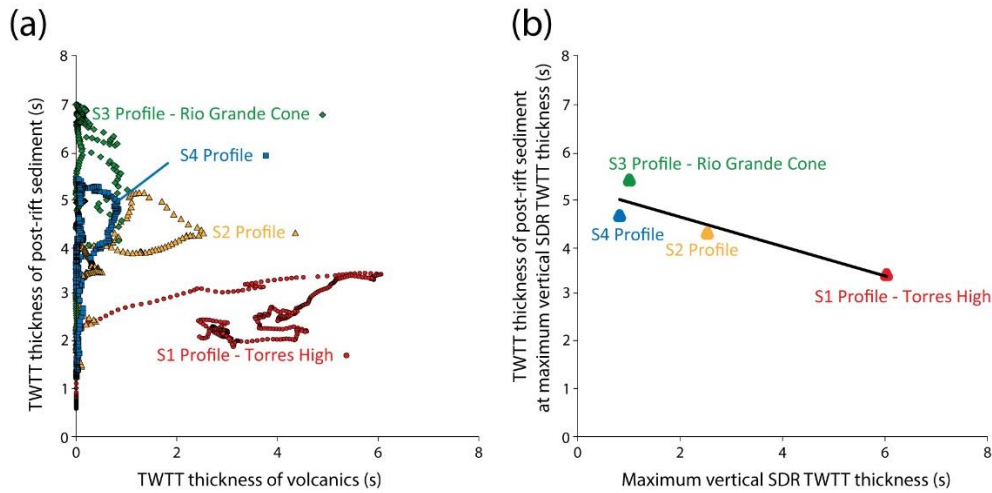 (a)
TWTT thickness of post-rift sediment (s)
8
7
6
5
4
3
2
1
0
S3 Profile - Rio Grande Cone
S4 Profile
S2 Profile
S1 Profile - Torres High
0 2 4 6 8
TWTT thickness of volcanics (s)
(b)
TWTT thickness of post-rift sediment
at maximum vertical SDR TWTT thickness (s)
8
7
6
5
4
3
2
1
0
S3 Profile - Rio Grande Cone
S4 Profile
S2 Profile
S1 Profile - Torres High
0 2 4 6 8
Maximum vertical SDR TWTT thickness (s)